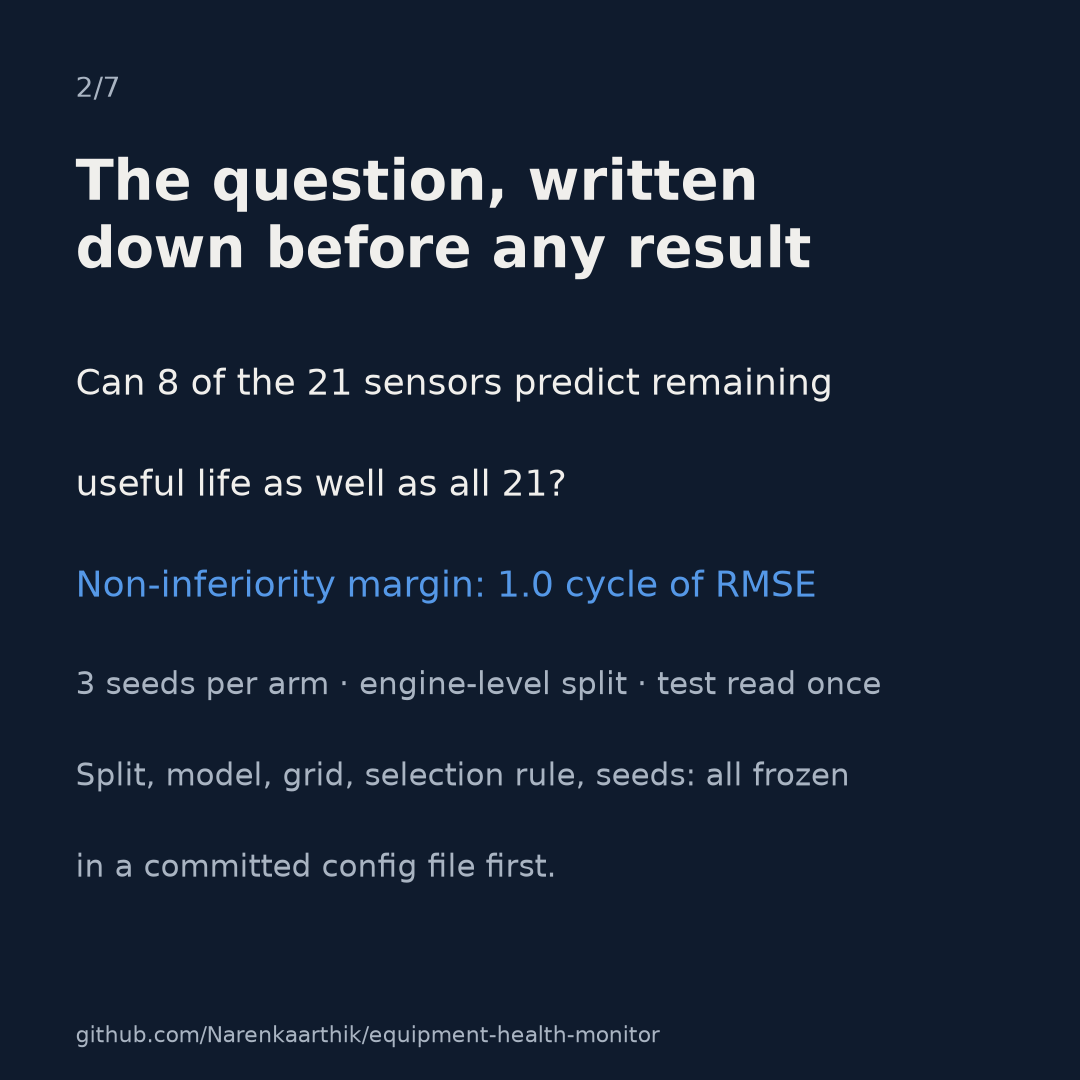 2/7
The question, written
down before any result
Can 8 of the 21 sensors predict remaining
useful life as well as all 21?
Non-inferiority margin: 1.0 cycle of RMSE
3 seeds per arm · engine-level split · test read once
Split, model, grid, selection rule, seeds: all frozen
in a committed config file first.
github.com/Narenkaarthik/equipment-health-monitor